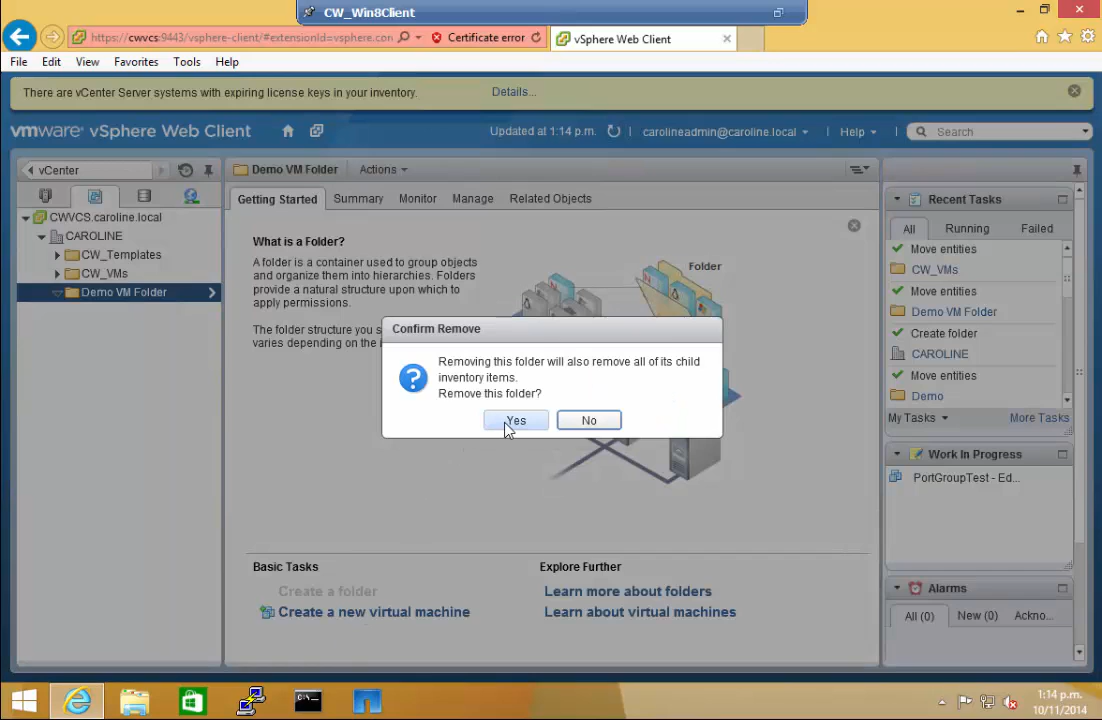 CW_Win8Client
https://cwvcs:9443/vsphere-client/#extensionId=vsphere.con
Certificate error
vSphere Web Client
File Edit View Favorites Tools Help
There are vCenter Server systems with expiring license keys in your inventory. Details...
vmware vSphere Web Client
Updated at 1:14 p.m.
carolineadmin@caroline.local
Help
Search
vCenter
CWVCS.caroline.local
CAROLINE
CW_Templates
CW_VMs
Demo VM Folder
Demo VM Folder Actions
Getting Started Summary Monitor Manage Related Objects
What is a Folder?
A folder is a container used to group objects
and organize them into hierarchies. Folders
provide a natural structure upon which to
apply permissions.
The folder structure you s
varies depending on the i
Folder
Confirm Remove
Removing this folder will also remove all of its child
inventory items.
Remove this folder?
Yes No
Basic Tasks
Create a folder
Create a new virtual machine
Explore Further
Learn more about folders
Learn about virtual machines
Recent Tasks
All Running Failed
Move entities
CW_VMs
Move entities
Demo VM Folder
Create folder
CAROLINE
Move entities
Demo
My Tasks More Tasks
Work In Progress
PortGroupTest - Ed...
Alarms
All (0) New (0) Ackno...
1:14 p.m.
10/11/2014